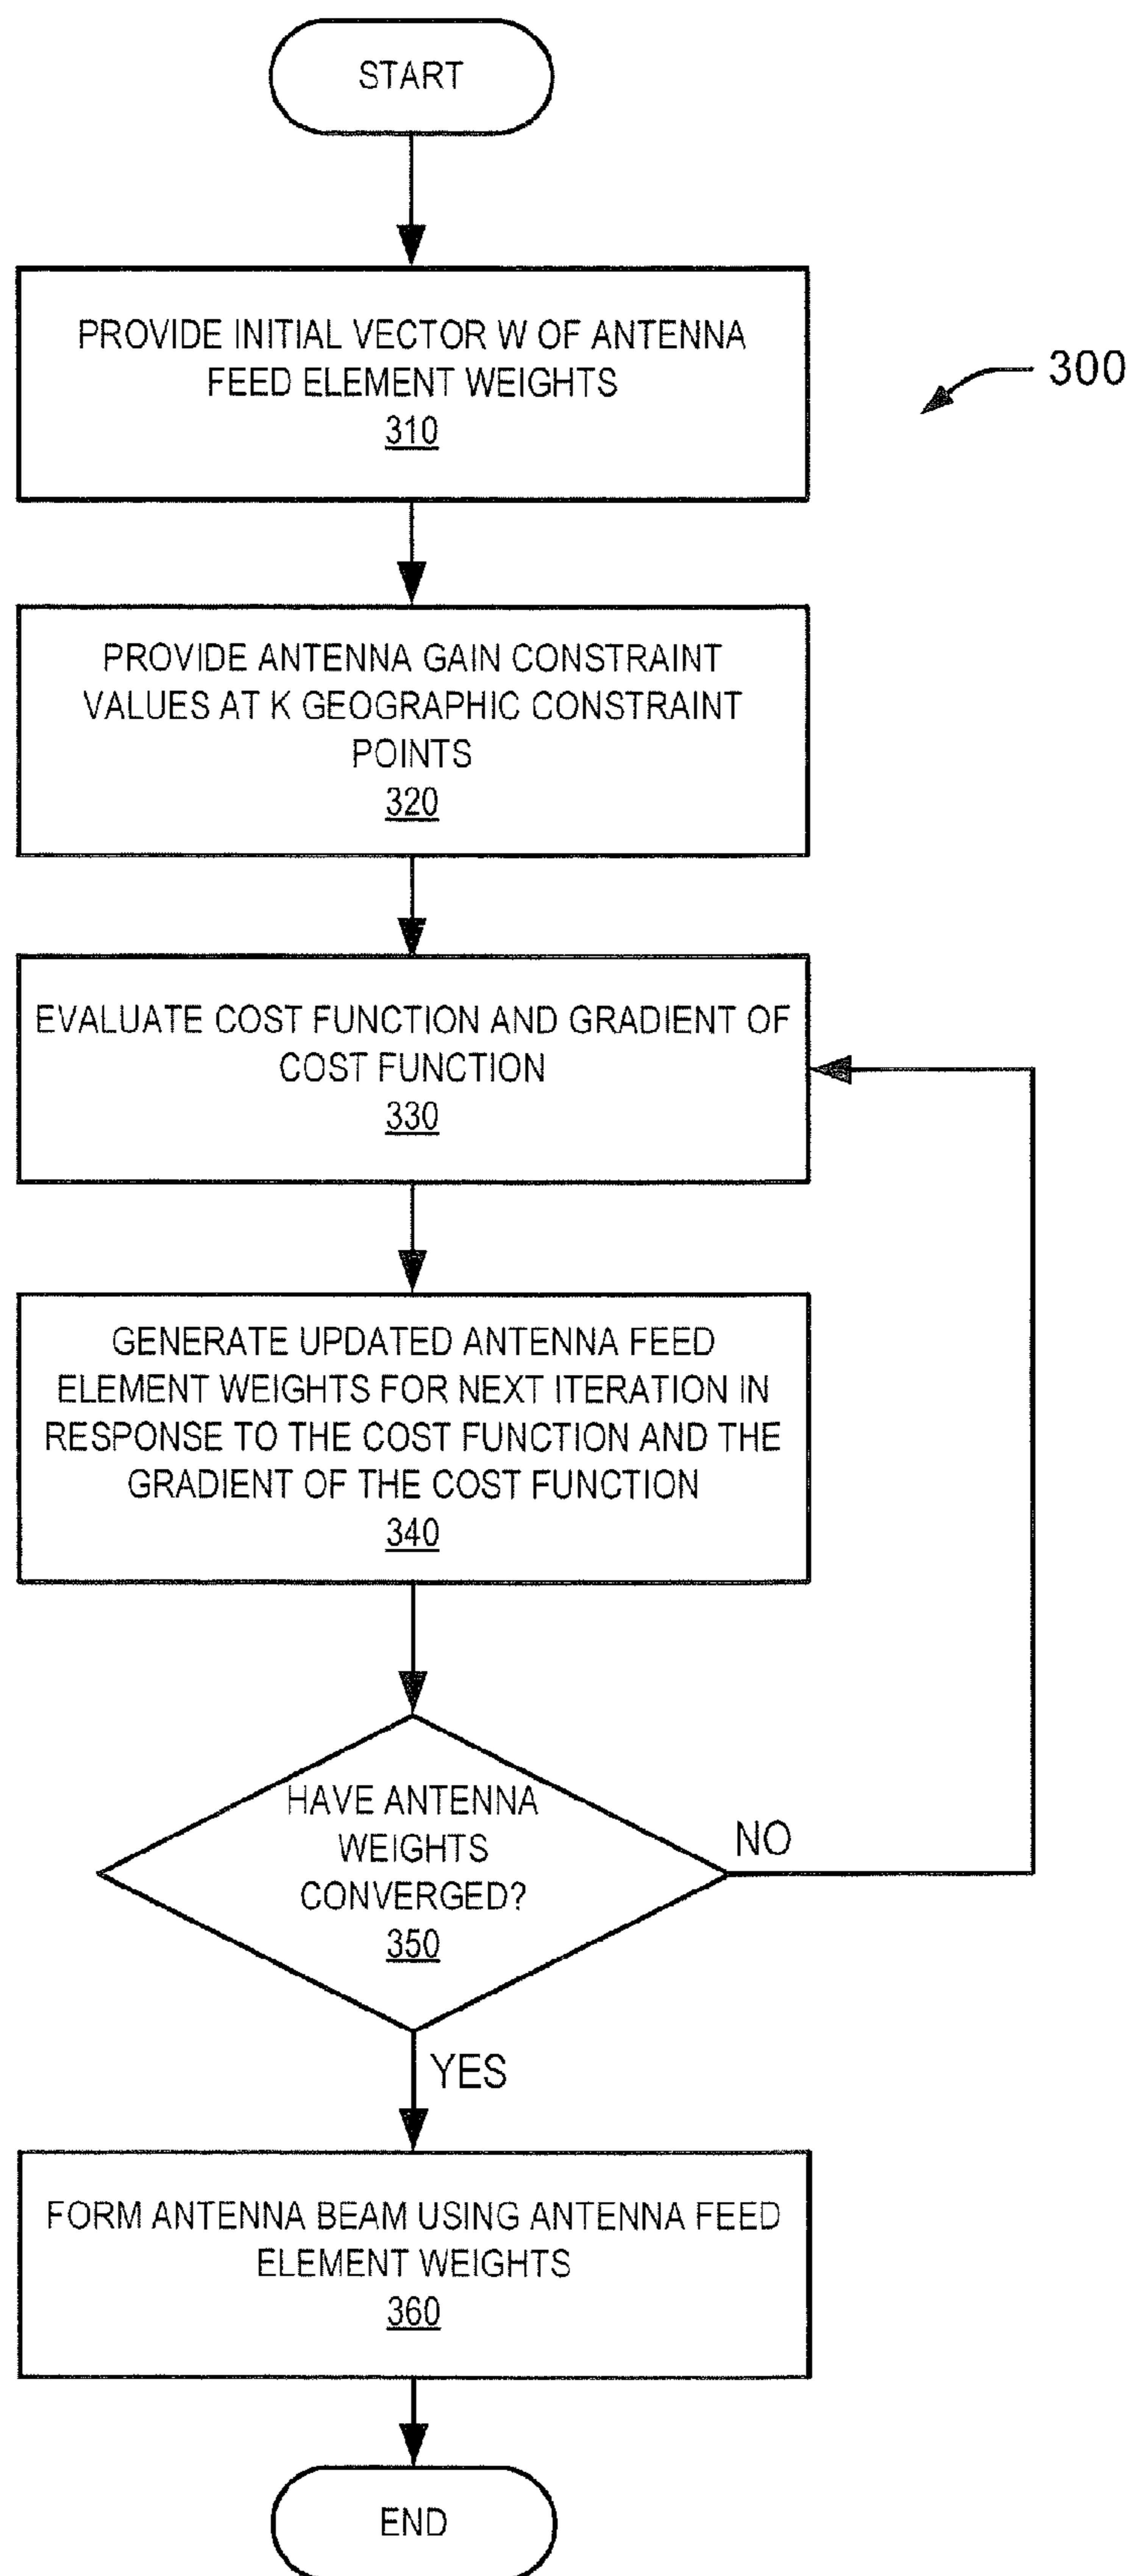 START
PROVIDE INITIAL VECTOR W OF ANTENNA
FEED ELEMENT WEIGHTS
310
300
PROVIDE ANTENNA GAIN CONSTRAINT
VALUES AT K GEOGRAPHIC CONSTRAINT
POINTS
320
EVALUATE COST FUNCTION AND GRADIENT OF
COST FUNCTION
330
GENERATE UPDATED ANTENNA FEED
ELEMENT WEIGHTS FOR NEXT ITERATION IN
RESPONSE TO THE COST FUNCTION AND THE
GRADIENT OF THE COST FUNCTION
340
HAVE ANTENNA
WEIGHTS
CONVERGED?
350
NO
YES
FORM ANTENNA BEAM USING ANTENNA FEED
ELEMENT WEIGHTS
360
END